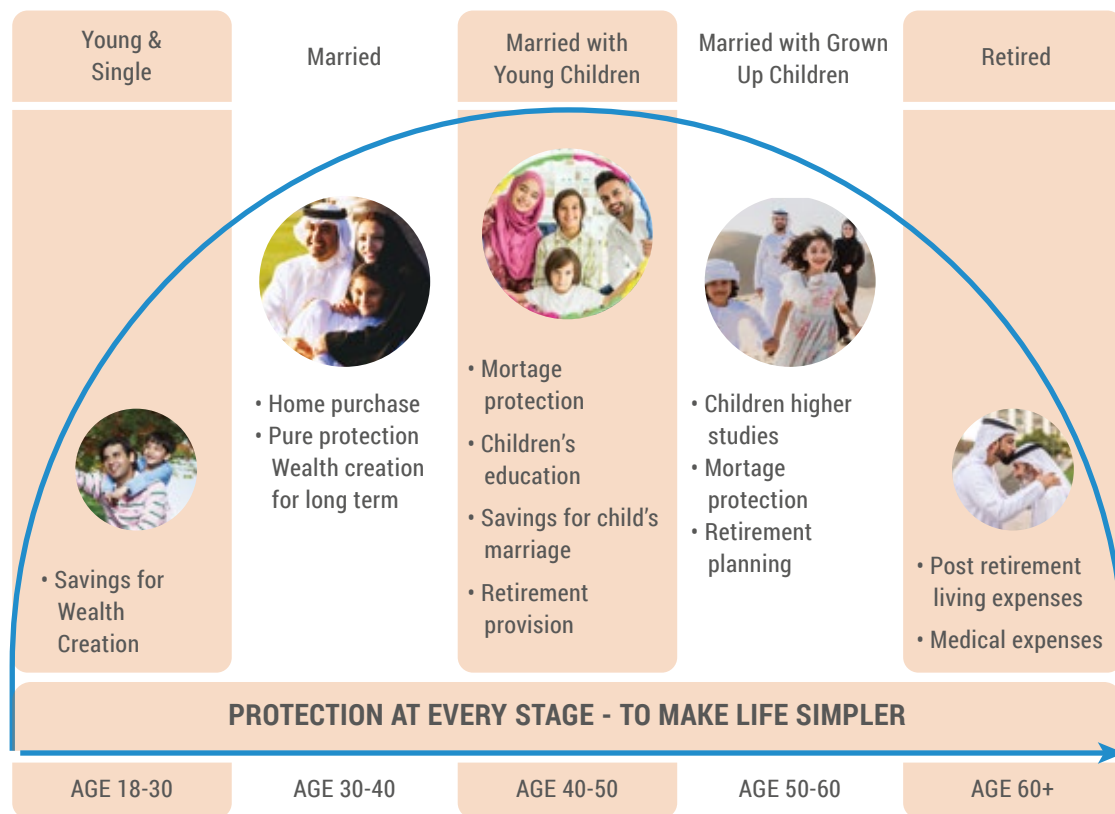 Young &
Single
Married
Married with
Young Children
Married with Grown
Up Children
Retired
• Savings for
Wealth
Creation
• Home purchase
• Pure protection
Wealth creation
for long term
• Mortage
protection
• Children's
education
• Savings for child's
marriage
• Retirement
provision
• Children higher
studies
• Mortage
protection
• Retirement
planning
• Post retirement
living expenses
• Medical expenses
PROTECTION AT EVERY STAGE - TO MAKE LIFE SIMPLER
AGE 18-30
AGE 30-40
AGE 40-50
AGE 50-60
AGE 60+